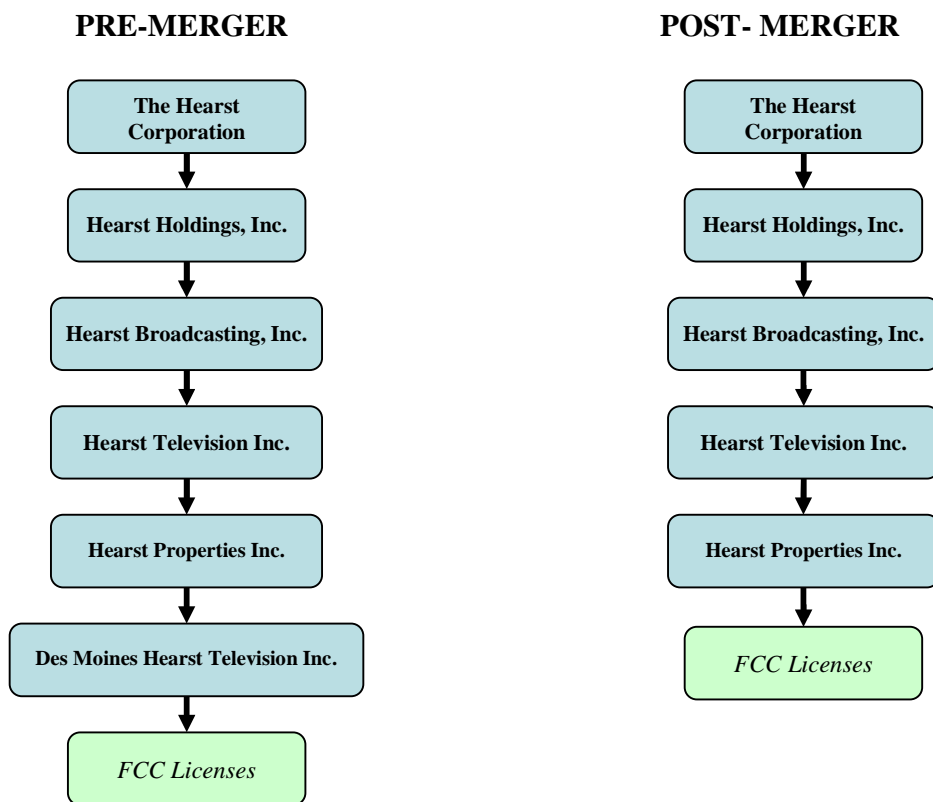 PRE-MERGER
The Hearst
Corporation
Hearst Holdings, Inc.
Hearst Broadcasting, Inc.
Hearst Television Inc.
Hearst Properties Inc.
Des Moines Hearst Television Inc.
FCC Licenses
POST- MERGER
The Hearst
Corporation
Hearst Holdings, Inc.
Hearst Broadcasting, Inc.
Hearst Television Inc.
Hearst Properties Inc.
FCC Licenses